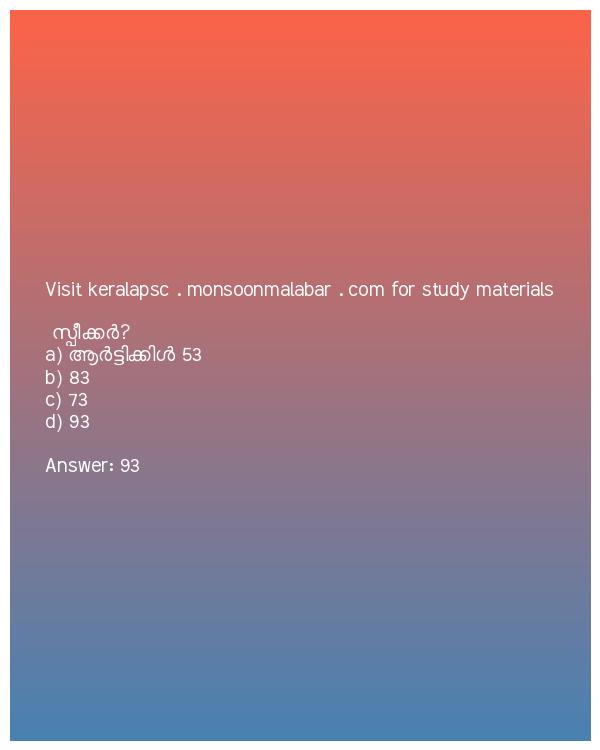 Visit keralapsc . monsoonmalabar . com for study materials
സ്പീക്കർ?
a) ആർട്ടിക്കിൾ 53
b) 83
c) 73
d) 93
Answer: 93